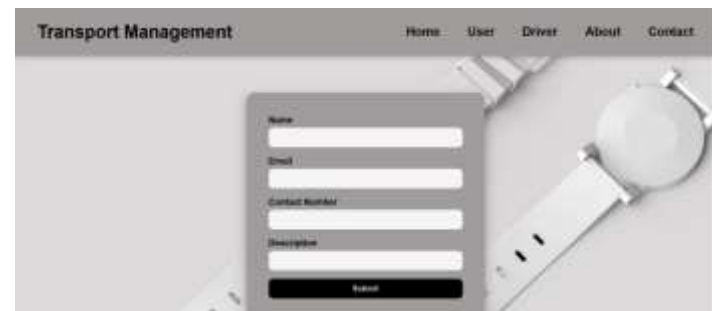 Transport Management
Home User Driver About Contact
Name
Email
Contact Number
Description
Submit